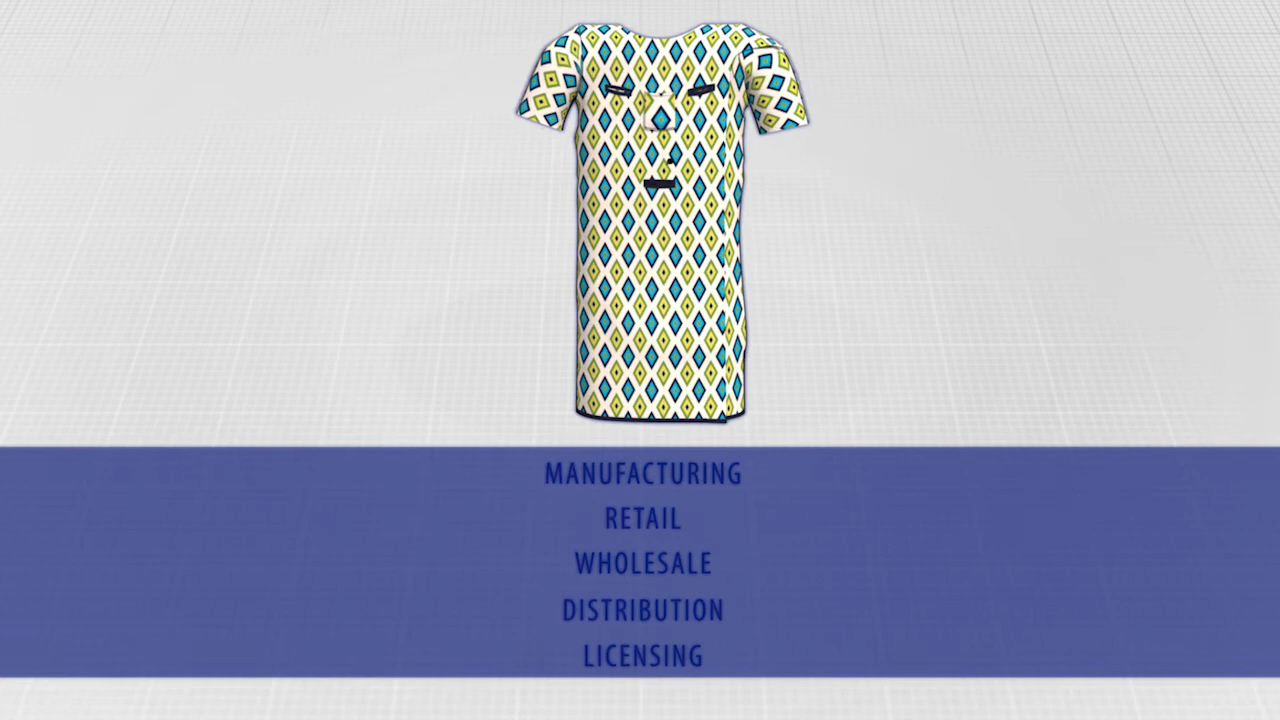 MANUFACTURING
RETAIL
WHOLESALE
DISTRIBUTION
LICENSING